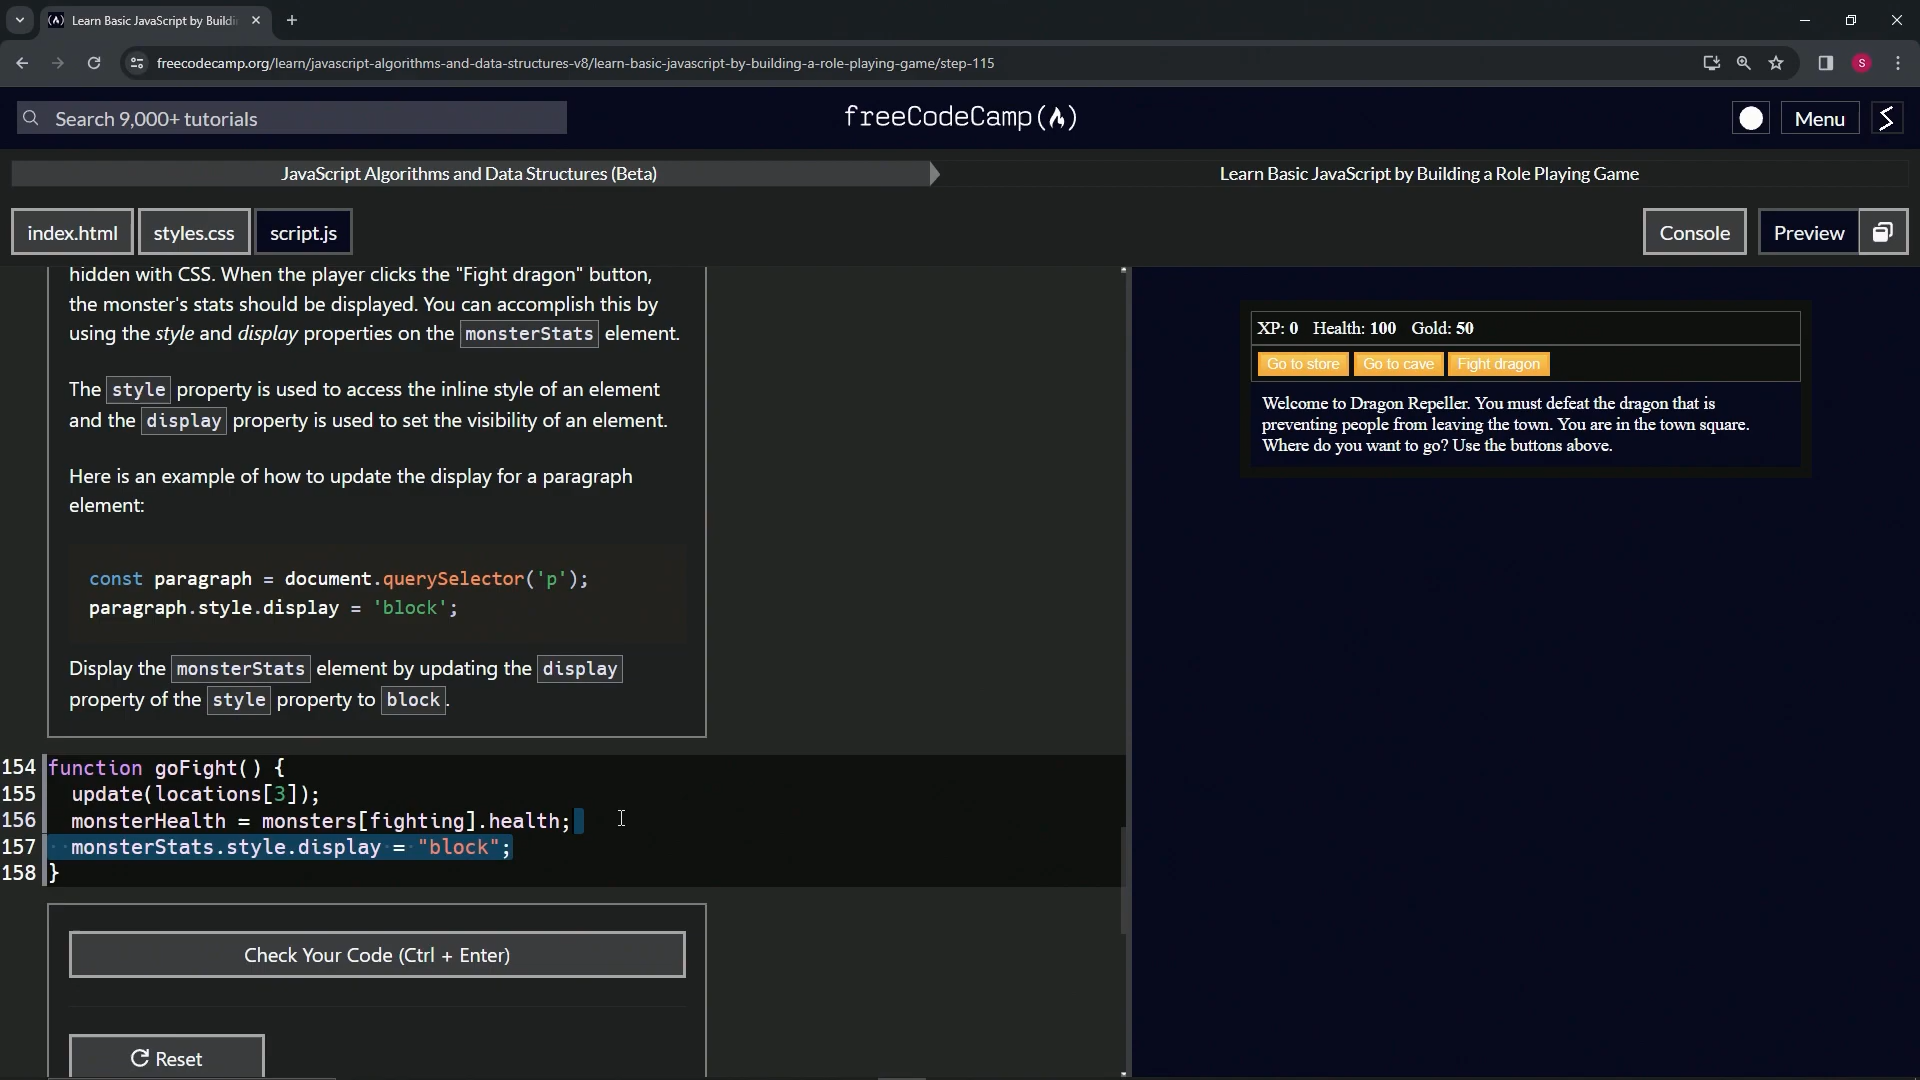 Learn Basic JavaScript by Buildi
freecodecamp.org/learn/javascript-algorithms-and-data-structures-v8/learn-basic-javascript-by-building-a-role-playing-game/step-115
S
Search 9,000+ tutorials
freeCodeCamp
Menu
JavaScript Algorithms and Data Structures (Beta)
Learn Basic JavaScript by Building a Role Playing Game
index.html
styles.css
script.js
Console
Preview
hidden with CSS. When the player clicks the "Fight dragon" button,
the monster's stats should be displayed. You can accomplish this by
using the style and display properties on the monsterStats element.
The style property is used to access the inline style of an element
and the display property is used to set the visibility of an element.
Here is an example of how to update the display for a paragraph
element:
const paragraph = document.querySelector('p');
paragraph.style.display = 'block';
Display the monsterStats element by updating the display
property of the style property to block.
154 function goFight() {
155 update(locations[3]);
156 monsterHealth = monsters[fighting].health;
157 monsterStats.style.display = "block";
158 }
Check Your Code (Ctrl + Enter)
Reset
XP: 0 Health: 100 Gold: 50
Go to store
Go to cave
Fight dragon
Welcome to Dragon Repeller. You must defeat the dragon that is
preventing people from leaving the town. You are in the town square.
Where do you want to go? Use the buttons above.